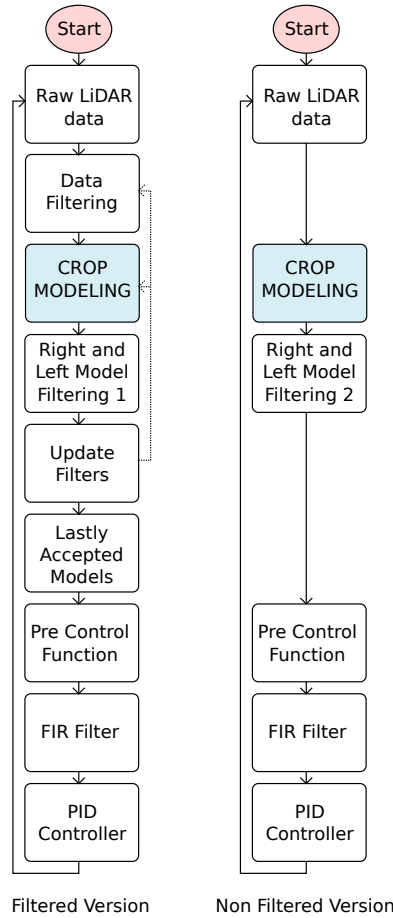 Start
Raw LiDAR
data
Data
Filtering
CROP
MODELING
Right and
Left Model
Filtering 1
Update
Filters
Lastly
Accepted
Models
Pre Control
Function
FIR Filter
PID
Controller
Filtered Version
Start
Raw LiDAR
data
CROP
MODELING
Right and
Left Model
Filtering 2
Pre Control
Function
FIR Filter
PID
Controller
Non Filtered Version